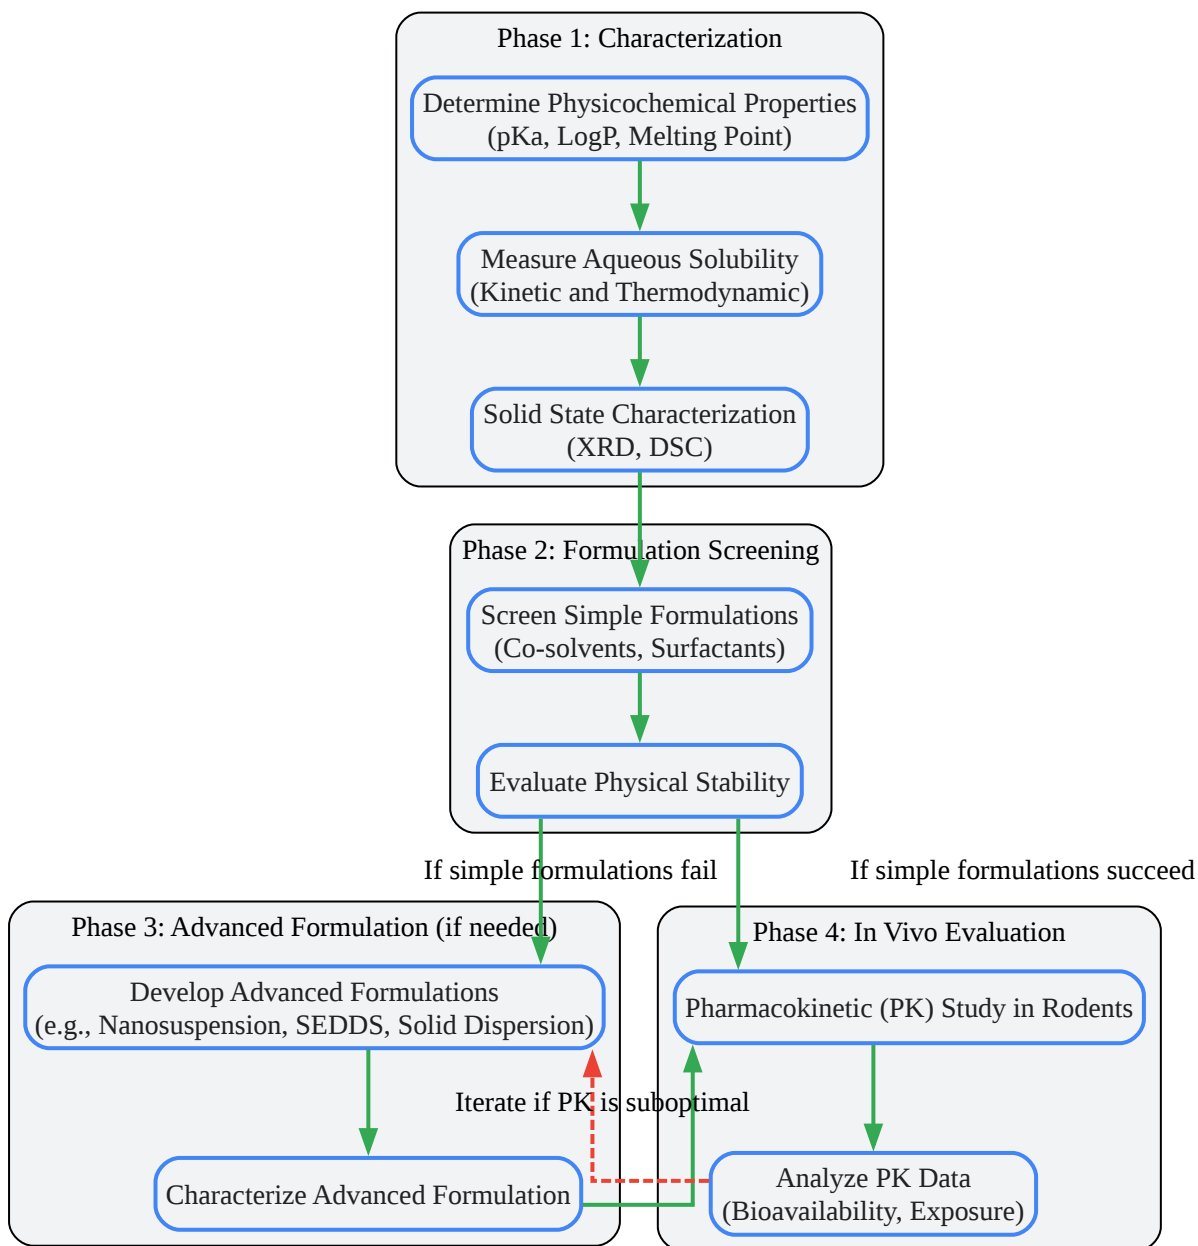 Phase 1: Characterization
Determine Physicochemical Properties
(pKa, LogP, Melting Point)
Measure Aqueous Solubility
(Kinetic and Thermodynamic)
Solid State Characterization
(XRD, DSC)
Phase 2: Formulation Screening
Screen Simple Formulations
(Co-solvents, Surfactants)
Evaluate Physical Stability
If simple formulations fail
If simple formulations succeed
Phase 3: Advanced Formulation (if needed)
Develop Advanced Formulations
(e.g., Nanosuspension, SEDDS, Solid Dispersion)
Characterize Advanced Formulation
Phase 4: In Vivo Evaluation
Pharmacokinetic (PK) Study in Rodents
Iterate if PK is suboptimal
Analyze PK Data
(Bioavailability, Exposure)